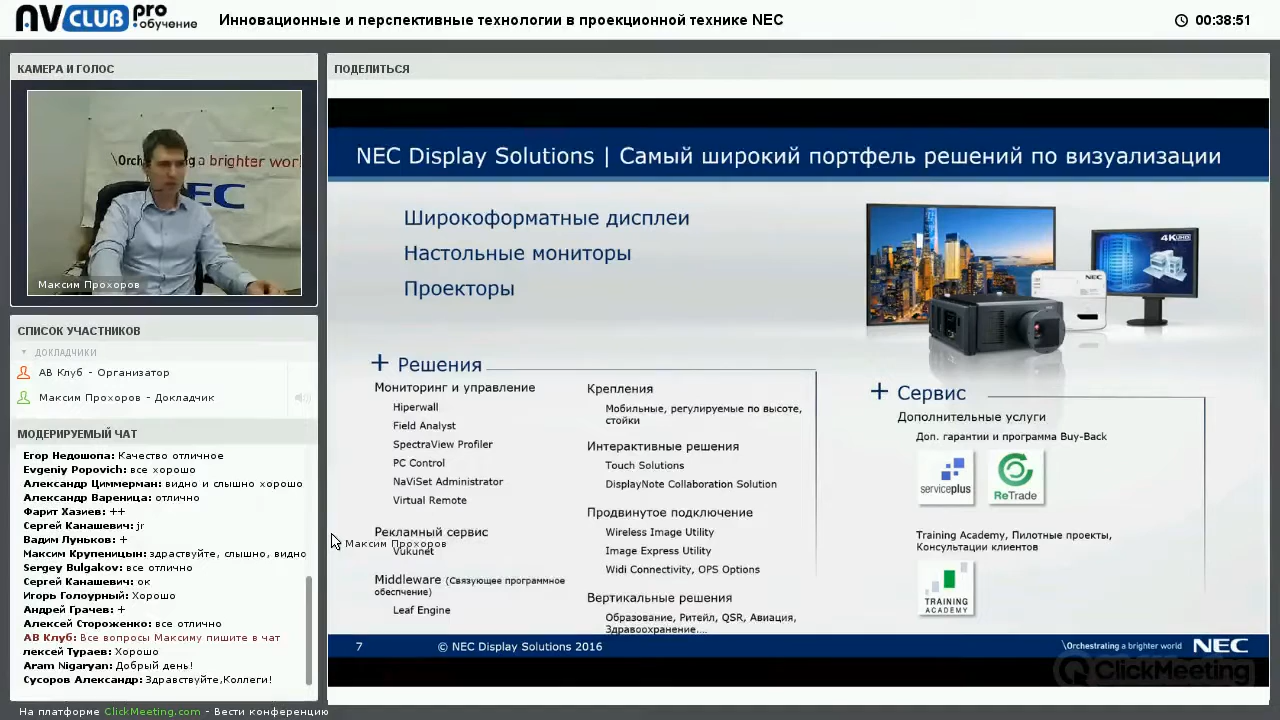 AV CLUB pro :обучение
Инновационные и перспективные технологии в проекционной технике NEC
00:38:51
КАМЕРА И ГОЛОС
\Orchestrating a brighter worl
NEC
Максим Прохоров
СПИСОК УЧАСТНИКОВ
ДОКЛАДЧИКИ
АВ Клуб - Организатор
Максим Прохоров - Докладчик
МОДЕРИРУЕМЫЙ ЧАТ
Егор Недошопа: Качество отличное
Evgeniy Popovich: все хорошо
Александр Циммерман: видно и слышно хорошо
Александр Вареница: отлично
Фарит Хазиев: ++
Сергей Канашевич: jr
Вадим Луньков: +
Максим Крупеницын: здраствуйте, слышно, видно
Sergey Bulgakov: все отлично
Сергей Канашевич: ок
Игорь Голоурный: Хорошо
Андрей Грачев: +
Алексей Стороженко: все отлично
АВ Клуб: Все вопросы Максиму пишите в чат
лексей Тураев: Хорошо
Aram Nigaryan: Добрый день!
Сусоров Александр: Здравствуйте,Коллеги!
На платформе ClickMeeting.com - Вести конференцию
ПОДЕЛИТЬСЯ
NEC Display Solutions | Самый широкий портфель решений по визуализации
Широкоформатные дисплеи
Настольные мониторы
Проекторы
4K UHD
NEC
+ Решения
Мониторинг и управление
Hiperwall
Field Analyst
SpectraView Profiler
PC Control
NaViSet Administrator
Virtual Remote
Рекламный сервис
Vukunet
Максим Прохоров
Middleware (Связующее программное
обеспчение)
Leaf Engine
Крепления
Мобильные, регулируемые по высоте,
стойки
Интерактивные решения
Touch Solutions
DisplayNote Collaboration Solution
Продвинутое подключение
Wireless Image Utility
Image Express Utility
Widi Connectivity, OPS Options
Вертикальные решения
Образование, Ритейл, QSR, Авиация,
Здравоохранение....
+ Сервис
Дополнительные услуги
Доп. гарантии и программа Buy-Back
serviceplus
ReTrade
Training Academy, Пилотные проекты,
Консультации клиентов
TRAINING
ACADEMY
7
© NEC Display Solutions 2016
\Orchestrating a brighter world
NEC
ClickMeeting